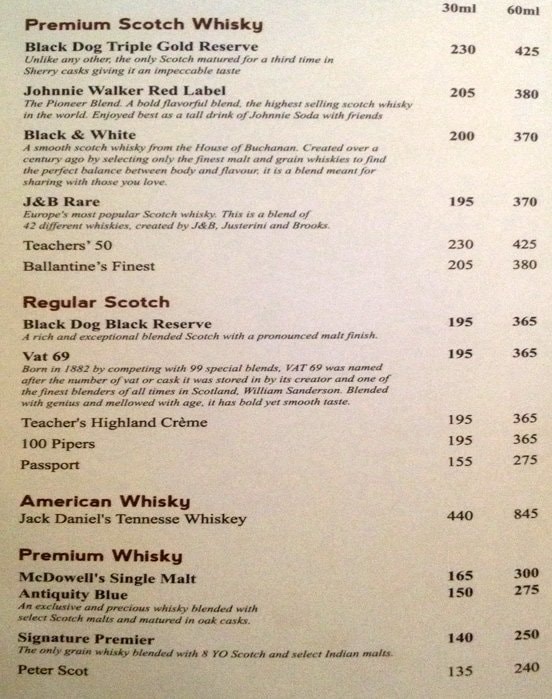 30ml 60ml
Premium Scotch Whisky
Black Dog Triple Gold Reserve 230 425
Unlike any other, the only Scotch matured for a third time in
Sherry casks giving it an impeccable taste
Johnnie Walker Red Label 205 380
The Pioneer Blend. A bold flavorful blend, the highest selling scotch whisky
in the world. Enjoyed best as a tall drink of Johnnie Soda with friends
Black & White 200 370
A smooth scotch whisky from the House of Buchanan. Created over a
century ago by selecting only the finest malt and grain whiskies to find
the perfect balance between body and flavour, it is a blend meant for
sharing with those you love.
J&B Rare 195 370
Europe's most popular Scotch whisky. This is a blend of
42 different whiskies, created by J&B, Justerini and Brooks.
Teachers' 50 230 425
Ballantine's Finest 205 380
Regular Scotch
Black Dog Black Reserve 195 365
A rich and exceptional blended Scotch with a pronounced malt finish.
Vat 69 195 365
Born in 1882 by competing with 99 special blends, VAT 69 was named
after the number of vat or cask it was stored in by its creator and one of
the finest blenders of all times in Scotland, William Sanderson. Blended
with genius and mellowed with age, it has bold yet smooth taste.
Teacher's Highland Crème 195 365
100 Pipers 195 365
Passport 155 275
American Whisky
Jack Daniel's Tennesse Whiskey 440 845
Premium Whisky
McDowell's Single Malt 165 300
Antiquity Blue 150 275
An exclusive and precious whisky blended with
select Scotch malts and matured in oak casks.
Signature Premier 140 250
The only grain whisky blended with 8 YO Scotch and select Indian malts.
Peter Scot 135 240